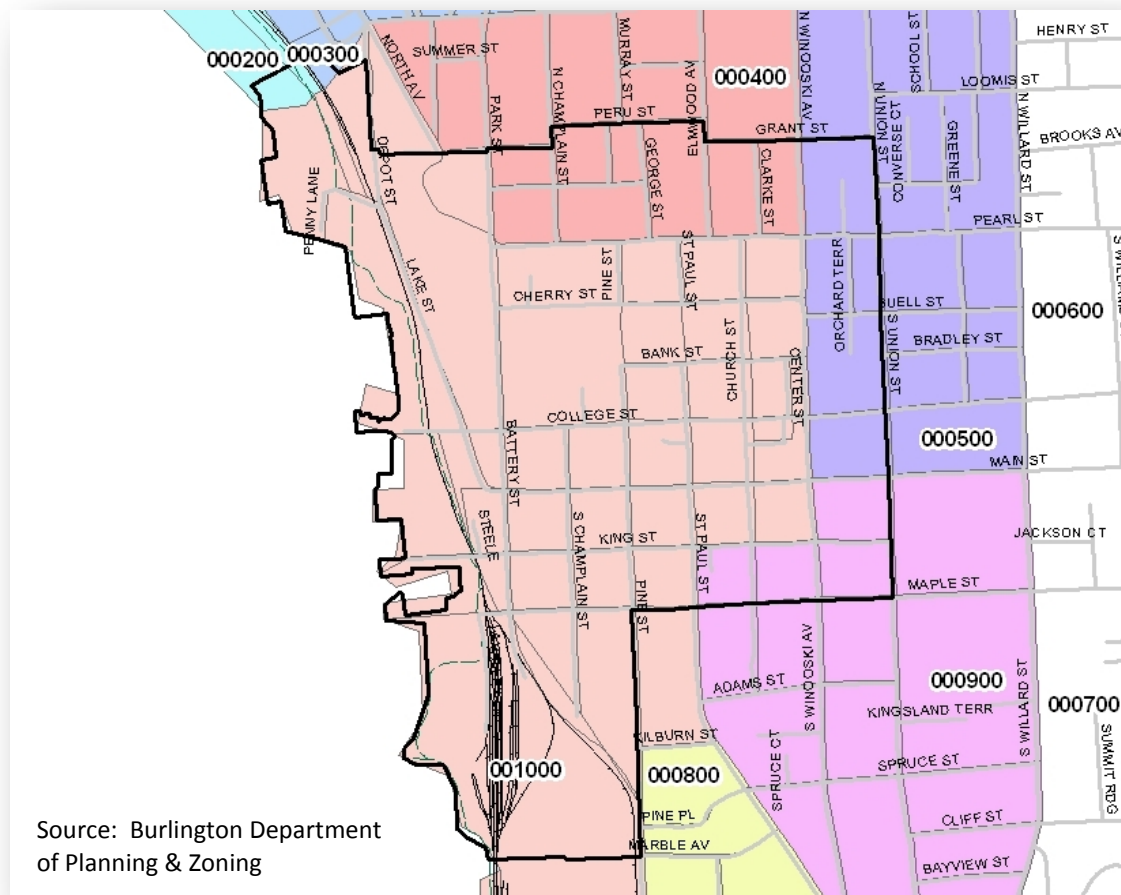 HENRY ST
SUMMER ST
NORTH AV
MURRAY ST
N WINOOSKI AV
SCHOOL ST
000200
000300
000400
LOOMIS ST
N CHAMPLAIN ST
ELMWOOD AV
PARK ST
PERU ST
GRANT ST
N UNION ST
CONVERSE CT
GREENE ST
N WILLARD ST
BROOKS AV
DEPOT ST
GEORGE ST
CLARKE ST
PENNY LANE
PEARL ST
LAKE ST
PINE ST
ST PAUL ST
ORCHARD TERR
CHERRY ST
BUELL ST
000600
BRADLEY ST
S UNION ST
BANK ST
CHURCH ST
CENTER ST
COLLEGE ST
BATTERY ST
000500
MAIN ST
STEELE
KING ST
S CHAMPLAIN ST
ST PAUL ST
JACKSON CT
PINE ST
MAPLE ST
S WINOOSKI AV
ADAMS ST
000900
KINGSLAND TERR
S WILLARD ST
000700
SUMMIT RDG
KILBURN ST
SPRUCE CT
SPRUCE ST
001000
000800
PINE PL
CLIFF ST
MARBLE AV
BAYVIEW ST
Source: Burlington Department
of Planning & Zoning